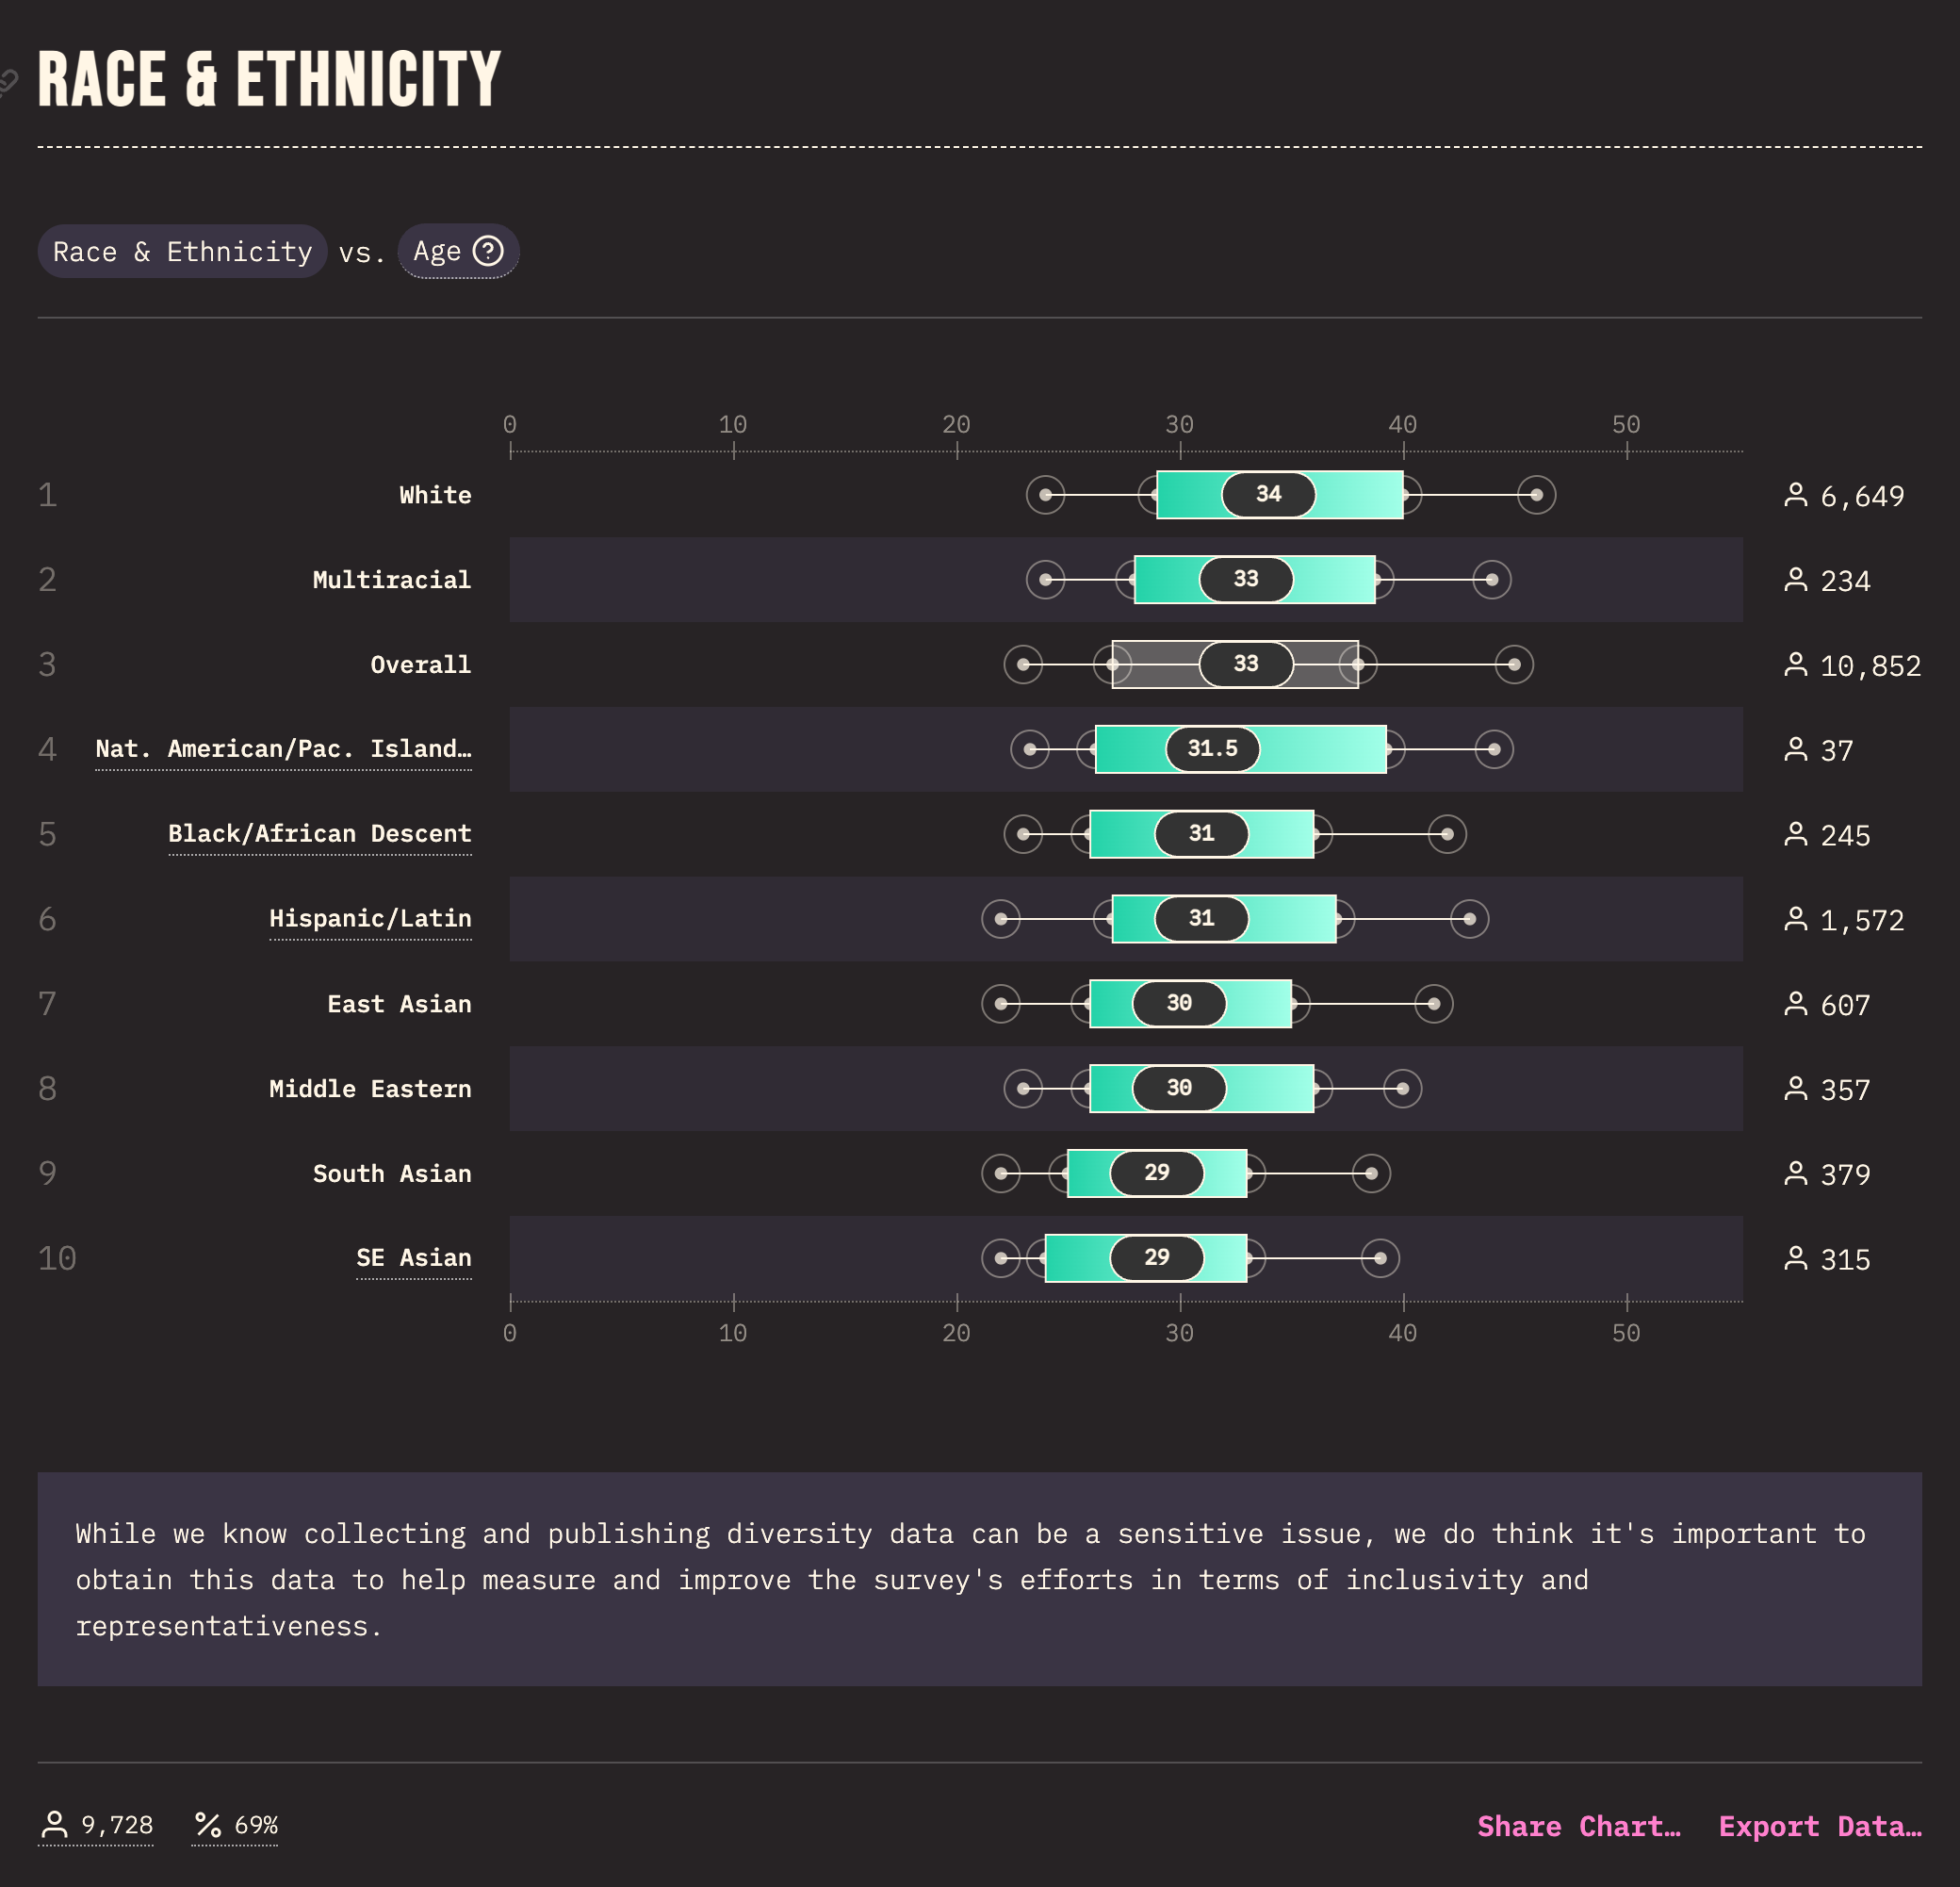 RACE & ETHNICITY
Race & Ethnicity vs. Age ?
0 10 20 30 40 50
1 White 34 6,649
2 Multiracial 33 234
3 Overall 33 10,852
4 Nat. American/Pac. Island… 31.5 37
5 Black/African Descent 31 245
6 Hispanic/Latin 31 1,572
7 East Asian 30 607
8 Middle Eastern 30 357
9 South Asian 29 379
10 SE Asian 29 315
0 10 20 30 40 50
While we know collecting and publishing diversity data can be a sensitive issue, we do think it's important to
obtain this data to help measure and improve the survey's efforts in terms of inclusivity and
representativeness.
9,728 % 69% Share Chart… Export Data…